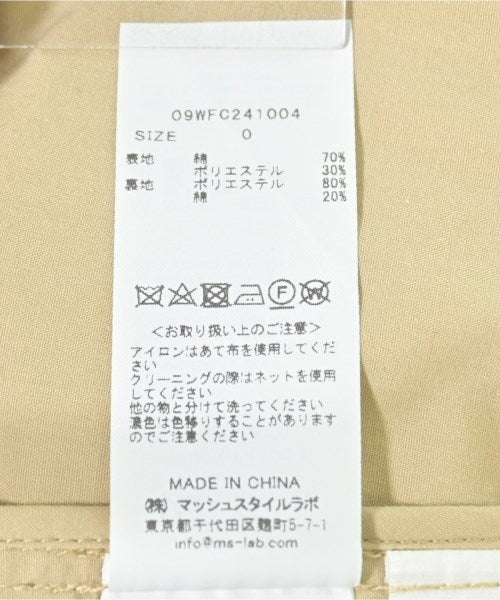 09WFC241004
SIZE 0
表地 綿 70%
ポリエステル 30%
裏地 ポリエステル 80%
綿 20%
F W
<お取り扱い上のご注意>
アイロンはあて布を使用してくだ
さい
クリーニングの際はネットを使用
してください
他の物と分けて洗ってください
濃色は色移りすることがあります
のでご注意ください
MADE IN CHINA
(株) マッシュスタイルラボ
東京都千代田区麹町5-7-1
info@ms-lab.com